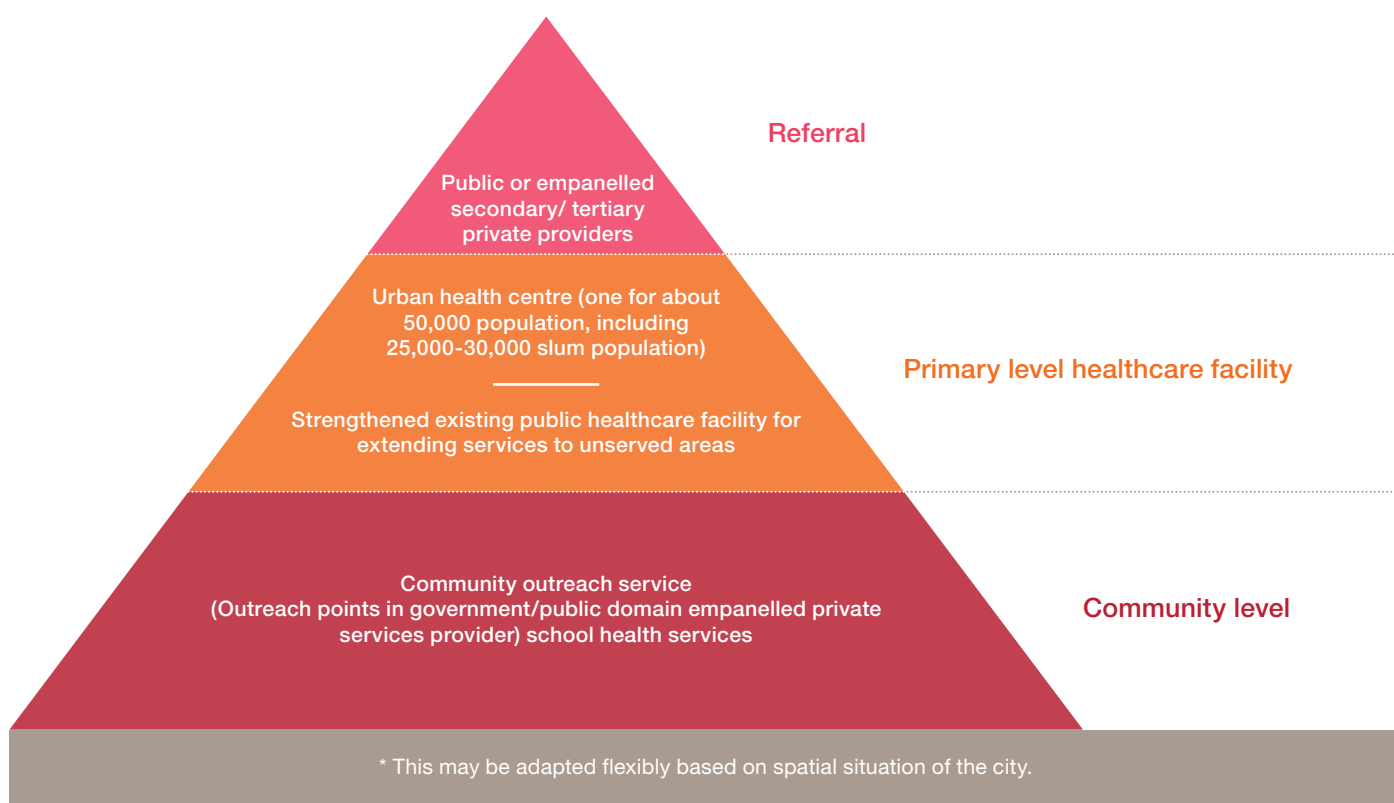 Referral
Public or empanelled
secondary/ tertiary
private providers
Urban health centre (one for about
50,000 population, including
25,000-30,000 slum population)
Strengthened existing public healthcare facility for
extending services to unserved areas
Primary level healthcare facility
Community outreach service
(Outreach points in government/public domain empanelled private
services provider) school health services
Community level
* This may be adapted flexibly based on spatial situation of the city.